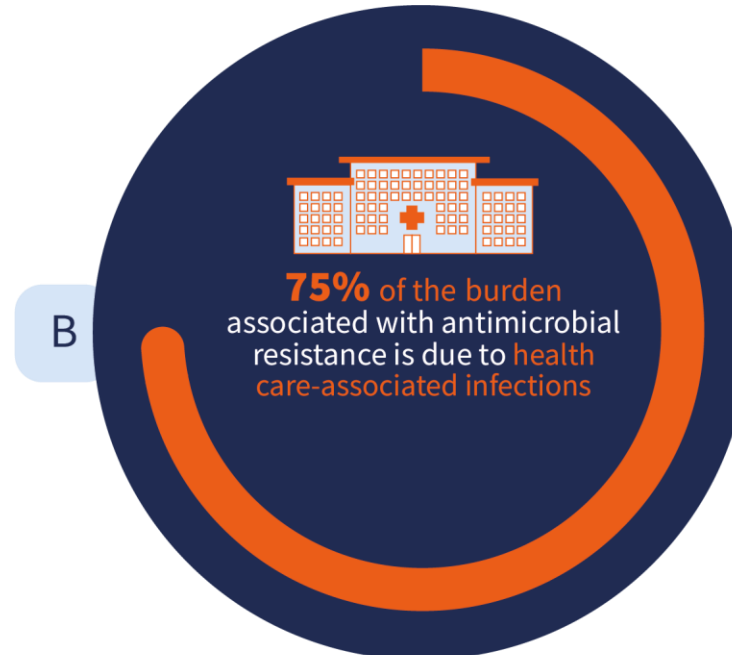 B
75% of the burden
associated with antimicrobial
resistance is due to health
care-associated infections